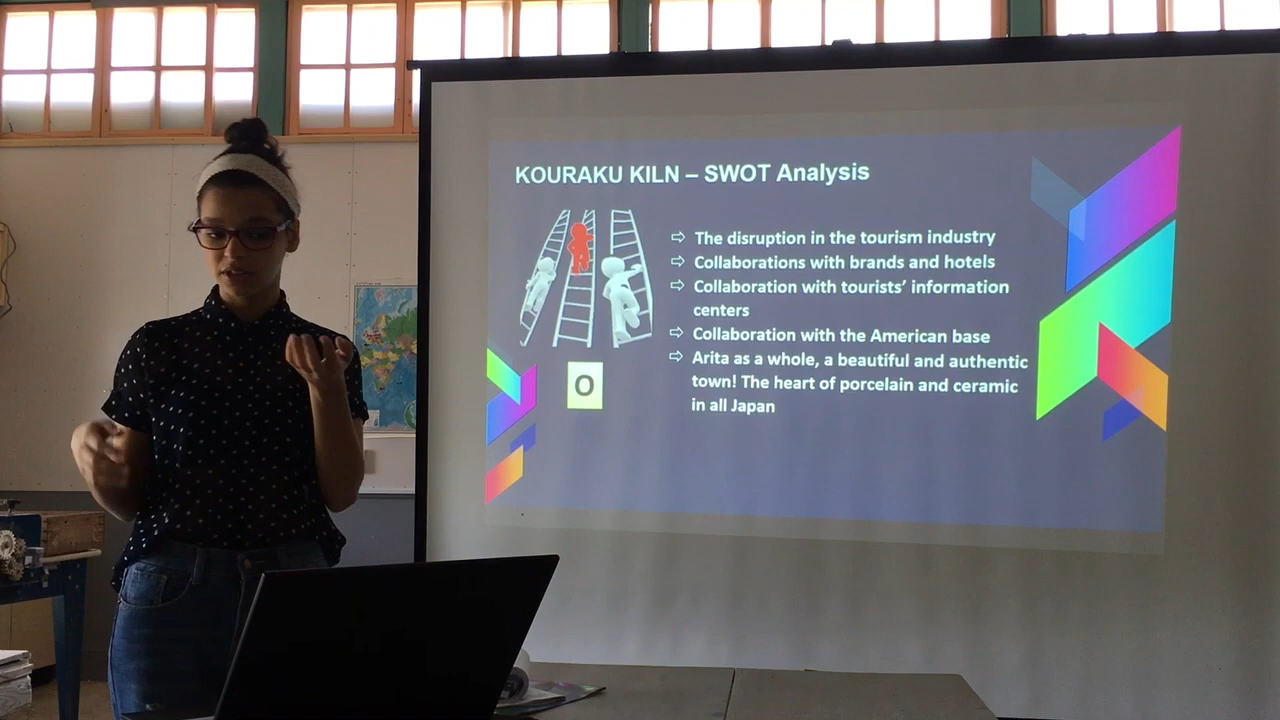 KOURAKU KILN – SWOT Analysis
⇨ The disruption in the tourism industry
⇨ Collaborations with brands and hotels
⇨ Collaboration with tourists’ information
centers
⇨ Collaboration with the American base
⇨ Arita as a whole, a beautiful and authentic
town! The heart of porcelain and ceramic
in all Japan
O